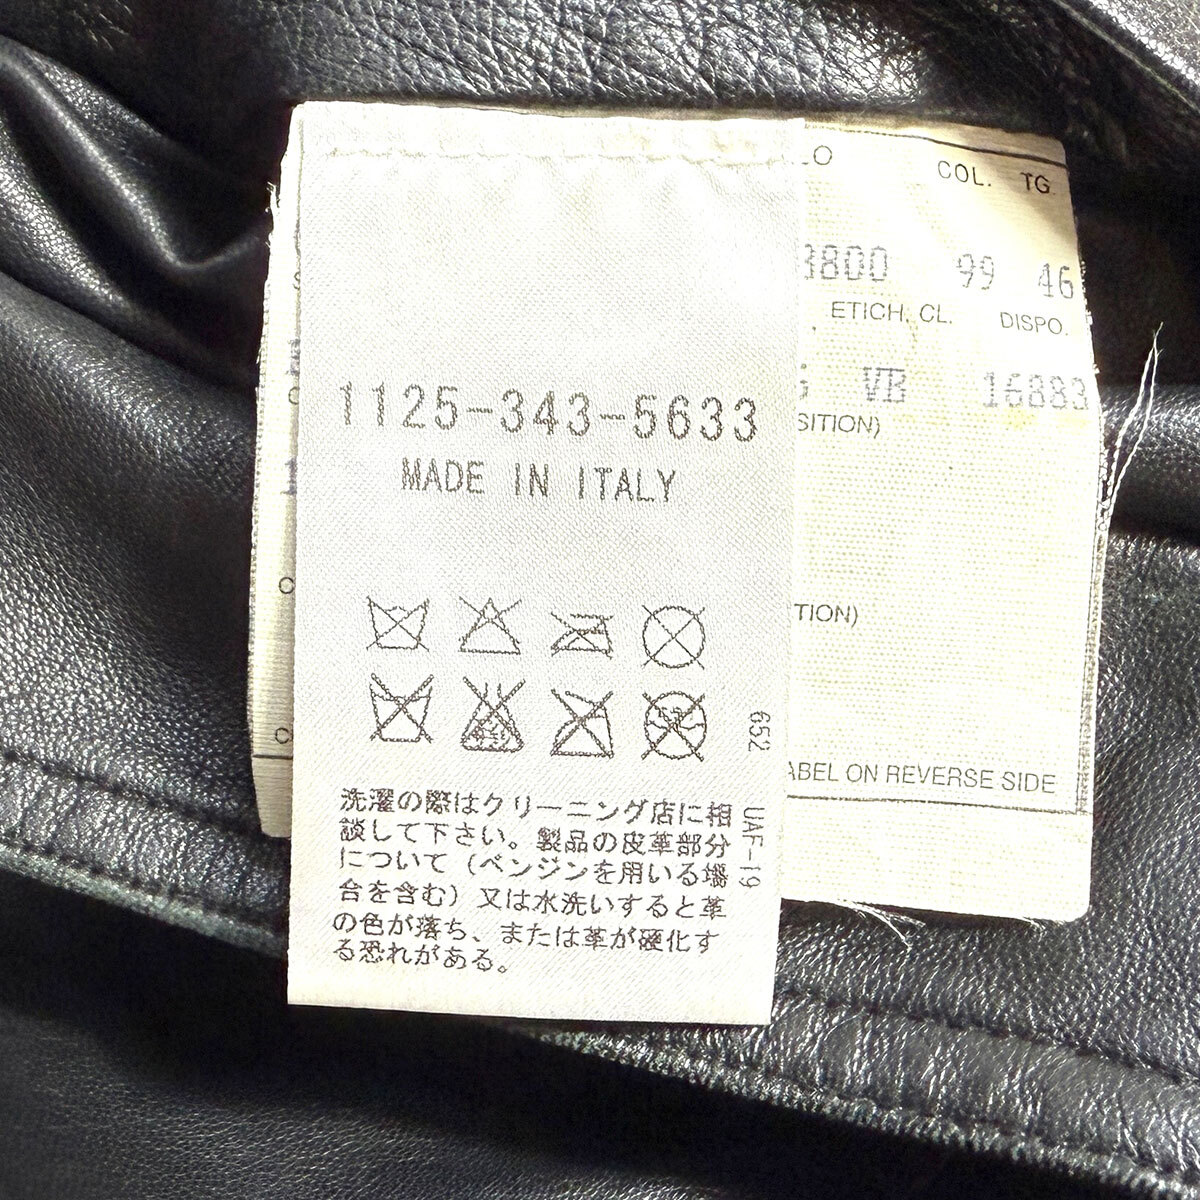 LO COL. TG.
3800 99 46
ETICH. CL. DISPO.
VB 16883
SITION)
TION)
ABEL ON REVERSE SIDE
1125-343-5633
MADE IN ITALY
652
UAF-19
洗濯の際はクリーニング店に相
談して下さい。製品の皮革部分
について（ベンジンを用いる場
合を含む）又は水洗いすると革
の色が落ち、または革が硬化す
る恐れがある。